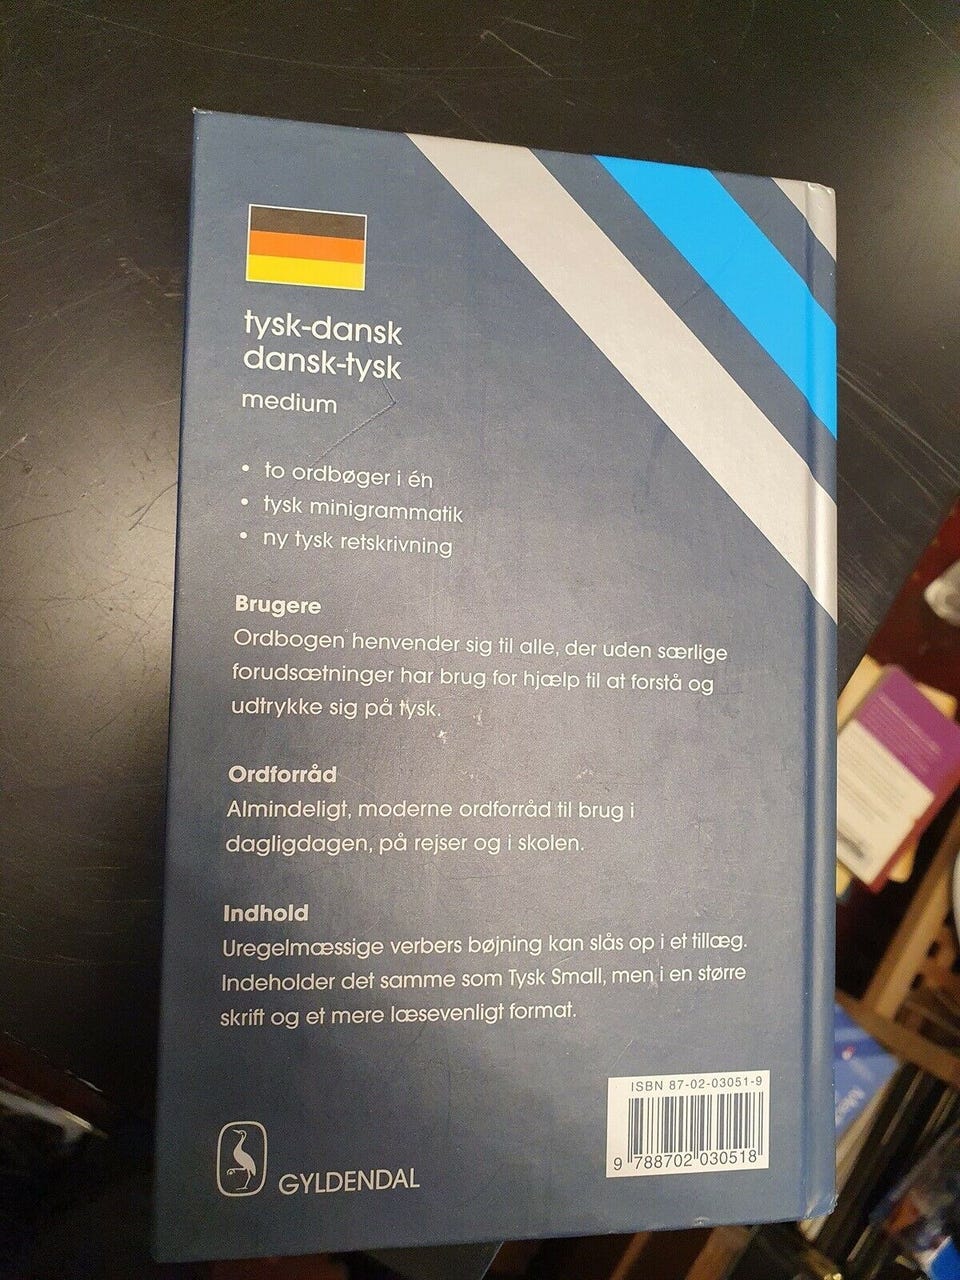 tysk-dansk
dansk-tysk
medium
• to ordbøger i én
• tysk minigrammatik
• ny tysk retskrivning
Brugere
Ordbogen henvender sig til alle, der uden særlige
forudsætninger har brug for hjælp til at forstå og
udtrykke sig på tysk.
Ordforråd
Almindeligt, moderne ordforråd til brug i
dagligdagen, på rejser og i skolen.
Indhold
Uregelmæssige verbers bøjning kan slås op i et tillæg.
Indeholder det samme som Tysk Small, men i en større
skrift og et mere læsevenligt format.
ISBN 87-02-03051-9
9 788702 030518
GYLDENDAL